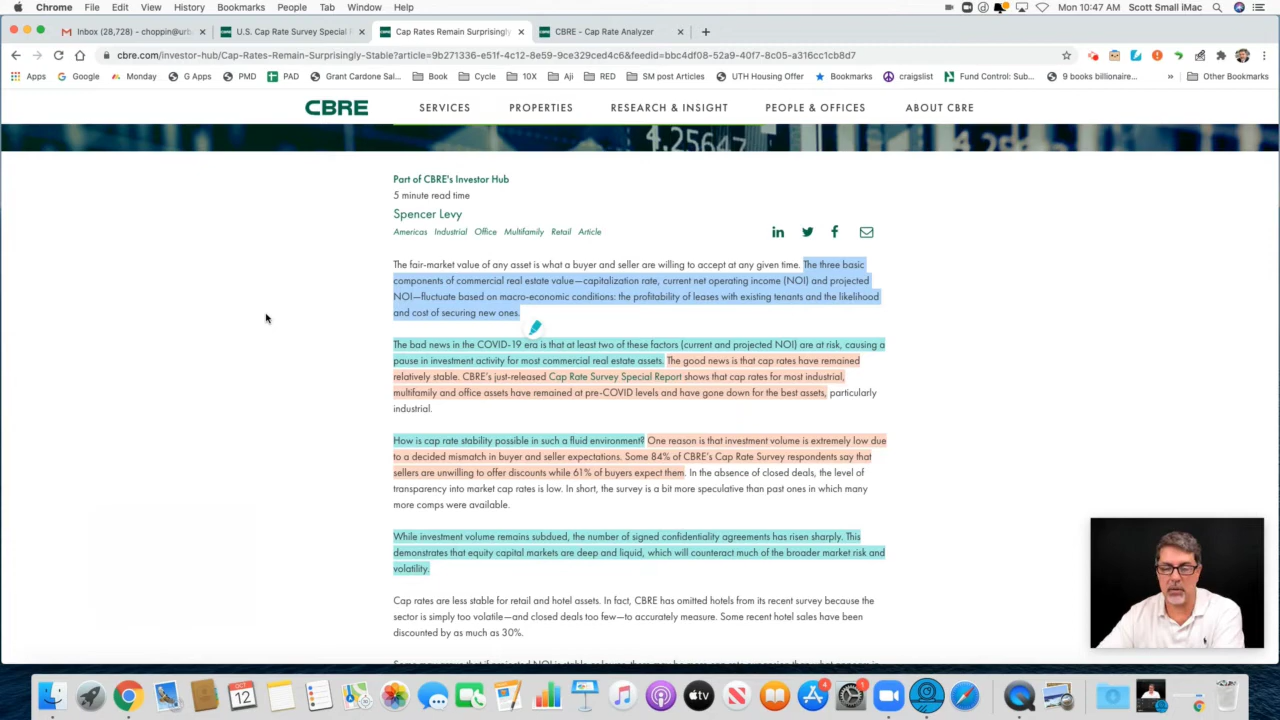 Chrome File Edit View History Bookmarks People Tab Window Help Mon 10:47 AM Scott Small iMac
Inbox (28,728) - choppin@urb U.S. Cap Rate Survey Special R Cap Rates Remain Surprisingly- CBRE - Cap Rate Analyzer
cbre.com/investor-hub/Cap-Rates-Remain-Surprisingly-Stable?article=9b271336-e51f-4c12-8e59-9ce329ced4c6&feedid=bbc4df08-52a9-40f7-8c05-a316cc1cb8d7
Apps Google Monday G Apps PMD PAD Grant Cardone Sal... Book Cycle 10X Aji RED SM post Articles UTH Housing Offer Bookmarks craigslist Fund Control: Sub... 9 books billionaire... » Other Bookmarks
CBRE SERVICES PROPERTIES RESEARCH & INSIGHT PEOPLE & OFFICES ABOUT CBRE
4.25647
Part of CBRE's Investor Hub
5 minute read time
Spencer Levy
Americas Industrial Office Multifamily Retail Article
The fair-market value of any asset is what a buyer and seller are willing to accept at any given time. The three basic
components of commercial real estate value—capitalization rate, current net operating income (NOI) and projected
NOI—fluctuate based on macro-economic conditions: the profitability of leases with existing tenants and the likelihood
and cost of securing new ones.
The bad news in the COVID-19 era is that at least two of these factors (current and projected NOI) are at risk, causing a
pause in investment activity for most commercial real estate assets. The good news is that cap rates have remained
relatively stable. CBRE's just-released Cap Rate Survey Special Report shows that cap rates for most industrial,
multifamily and office assets have remained at pre-COVID levels and have gone down for the best assets, particularly
industrial.
How is cap rate stability possible in such a fluid environment? One reason is that investment volume is extremely low due
to a decided mismatch in buyer and seller expectations. Some 84% of CBRE's Cap Rate Survey respondents say that
sellers are unwilling to offer discounts while 61% of buyers expect them. In the absence of closed deals, the level of
transparency into market cap rates is low. In short, the survey is a bit more speculative than past ones in which many
more comps were available.
While investment volume remains subdued, the number of signed confidentiality agreements has risen sharply. This
demonstrates that equity capital markets are deep and liquid, which will counteract much of the broader market risk and
volatility.
Cap rates are less stable for retail and hotel assets. In fact, CBRE has omitted hotels from its recent survey because the
sector is simply too volatile—and closed deals too few—to accurately measure. Some recent hotel sales have been
discounted by as much as 30%.
OCT
12
tv
4
1